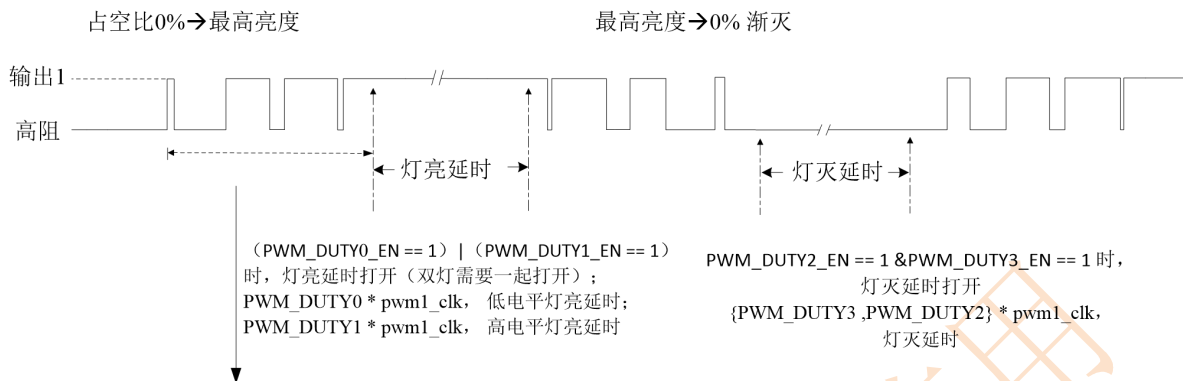 占空比0%→最高亮度
最高亮度→0% 渐灭
输出1
高阻
灯亮延时
灯灭延时
（PWM_DUTY0_EN == 1）|（PWM_DUTY1_EN == 1）
时，灯亮延时打开（双灯需要一起打开）；
PWM_DUTY0 * pwm1_clk， 低电平灯亮延时；
PWM_DUTY1 * pwm1_clk， 高电平灯亮延时
PWM_DUTY2_EN == 1 &PWM_DUTY3_EN == 1 时，
灯灭延时打开
{PWM_DUTY3 ,PWM_DUTY2} * pwm1_clk，
灯灭延时